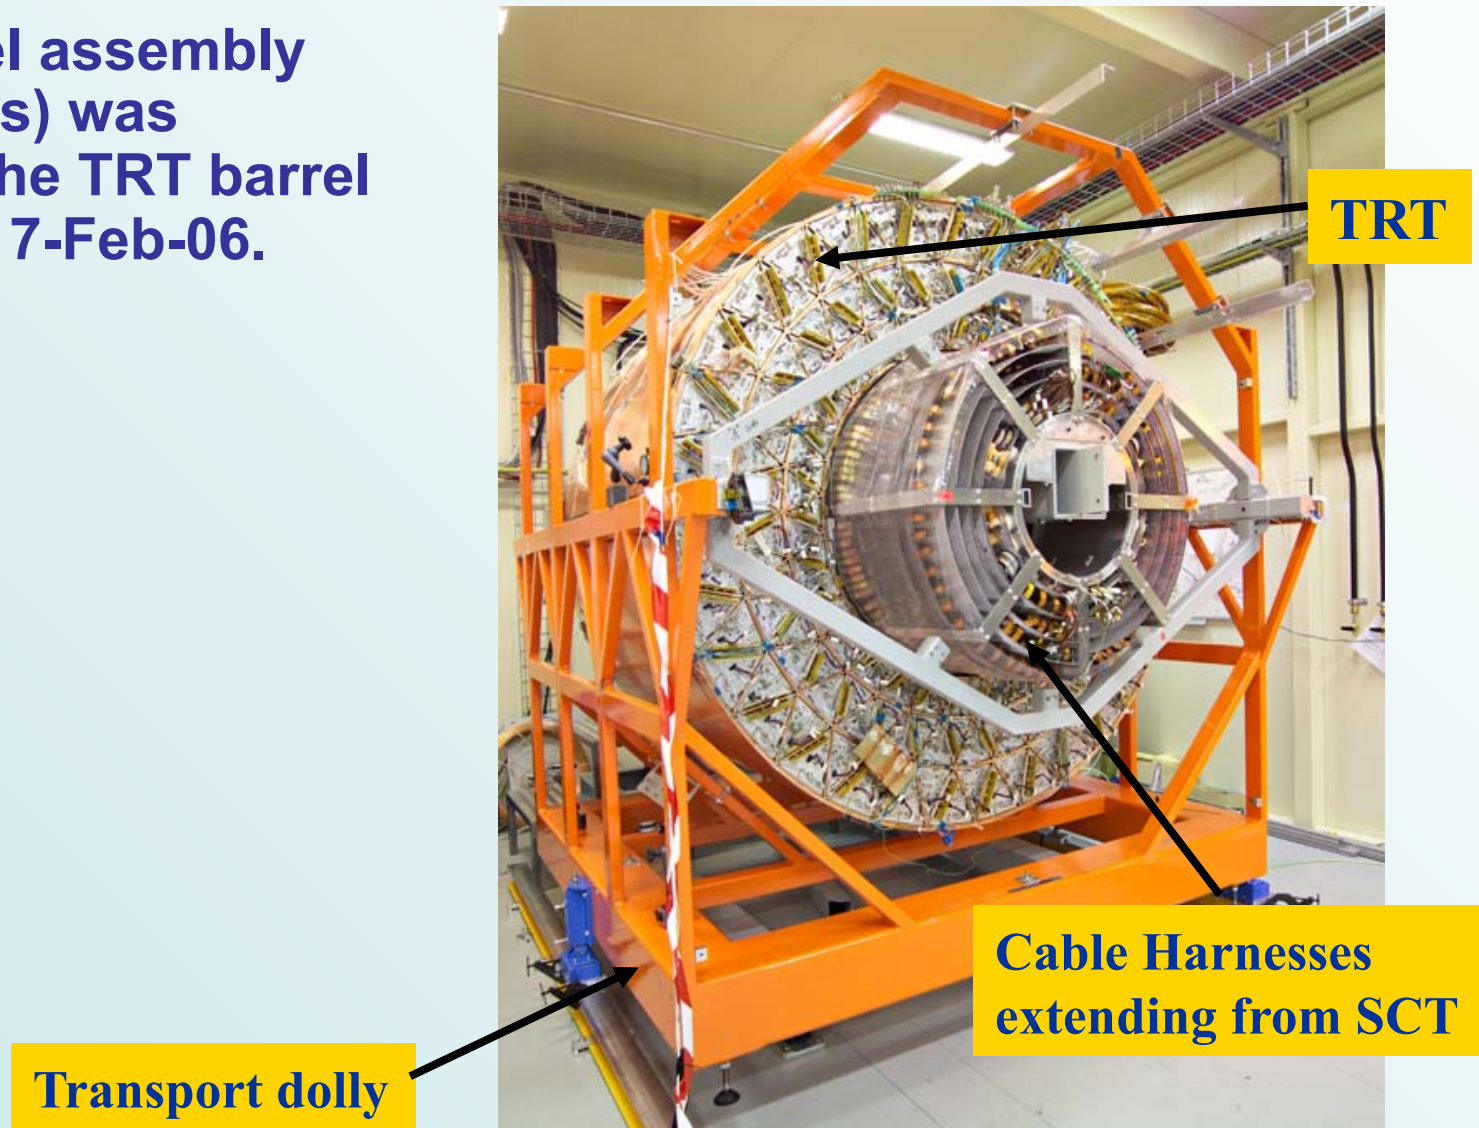 el assembly
s) was
he TRT barrel
7-Feb-06.
TRT
Cable Harnesses
extending from SCT
Transport dolly